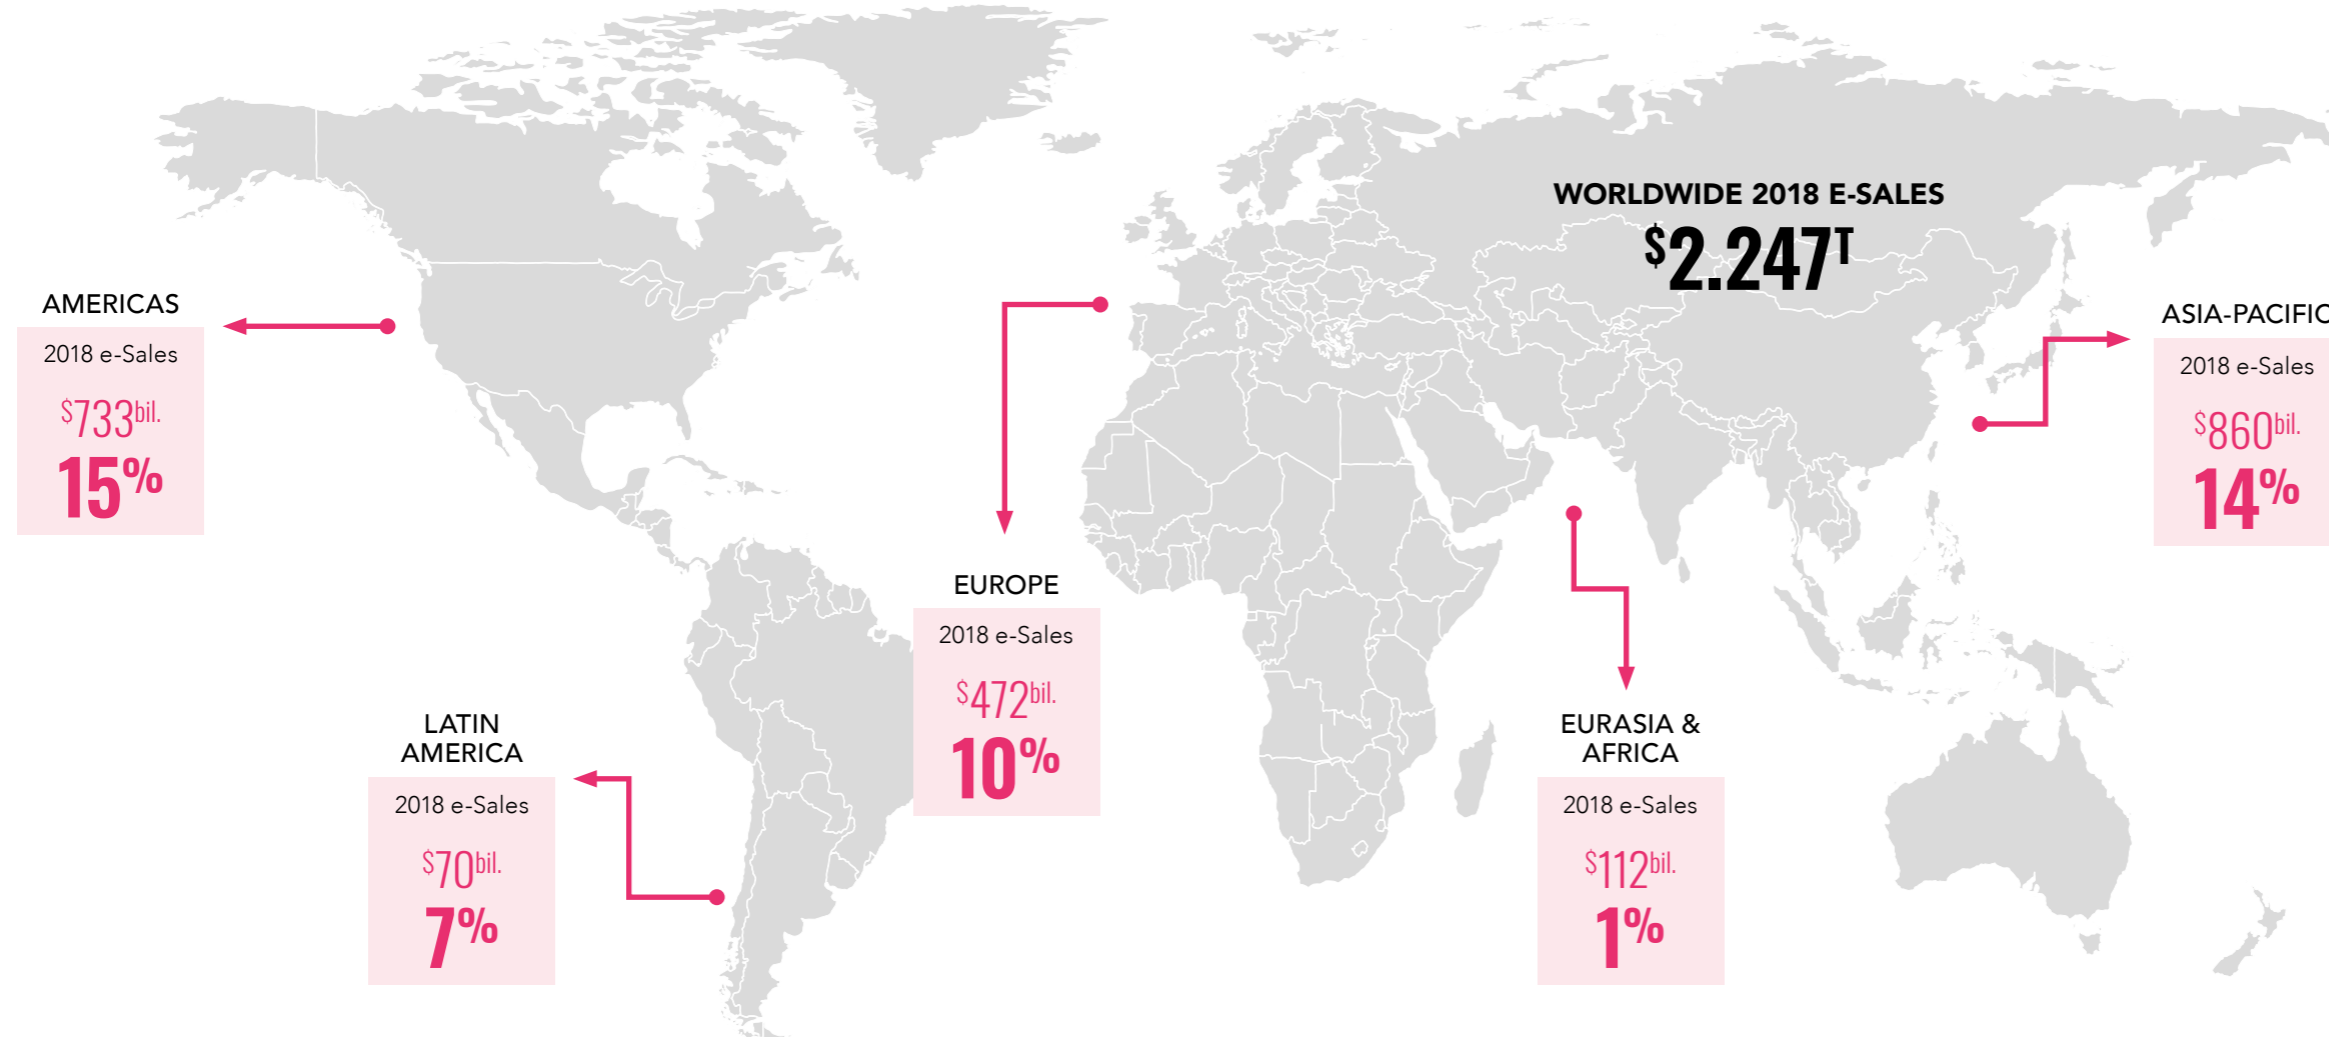 WORLDWIDE 2018 E-SALES
$2.247T
AMERICAS
2018 e-Sales
$733bil.
15%
LATIN
AMERICA
2018 e-Sales
$70bil.
7%
EUROPE
2018 e-Sales
$472bil.
10%
EURASIA &
AFRICA
2018 e-Sales
$112bil.
1%
ASIA-PACIFIC
2018 e-Sales
$860bil.
14%